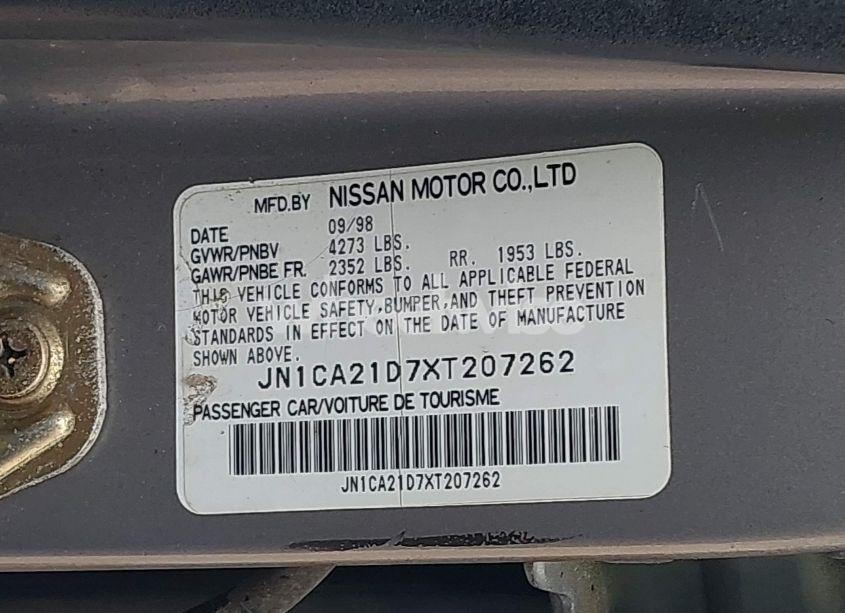 MFD.BY NISSAN MOTOR CO.,LTD
DATE 09/98
GVWR/PNBV 4273 LBS.
GAWR/PNBE FR. 2352 LBS. RR. 1953 LBS.
THIS VEHICLE CONFORMS TO ALL APPLICABLE FEDERAL
MOTOR VEHICLE SAFETY,BUMPER,AND THEFT PREVENTION
STANDARDS IN EFFECT ON THE DATE OF MANUFACTURE
SHOWN ABOVE.
JN1CA21D7XT207262
PASSENGER CAR/VOITURE DE TOURISME
JN1CA21D7XT207262